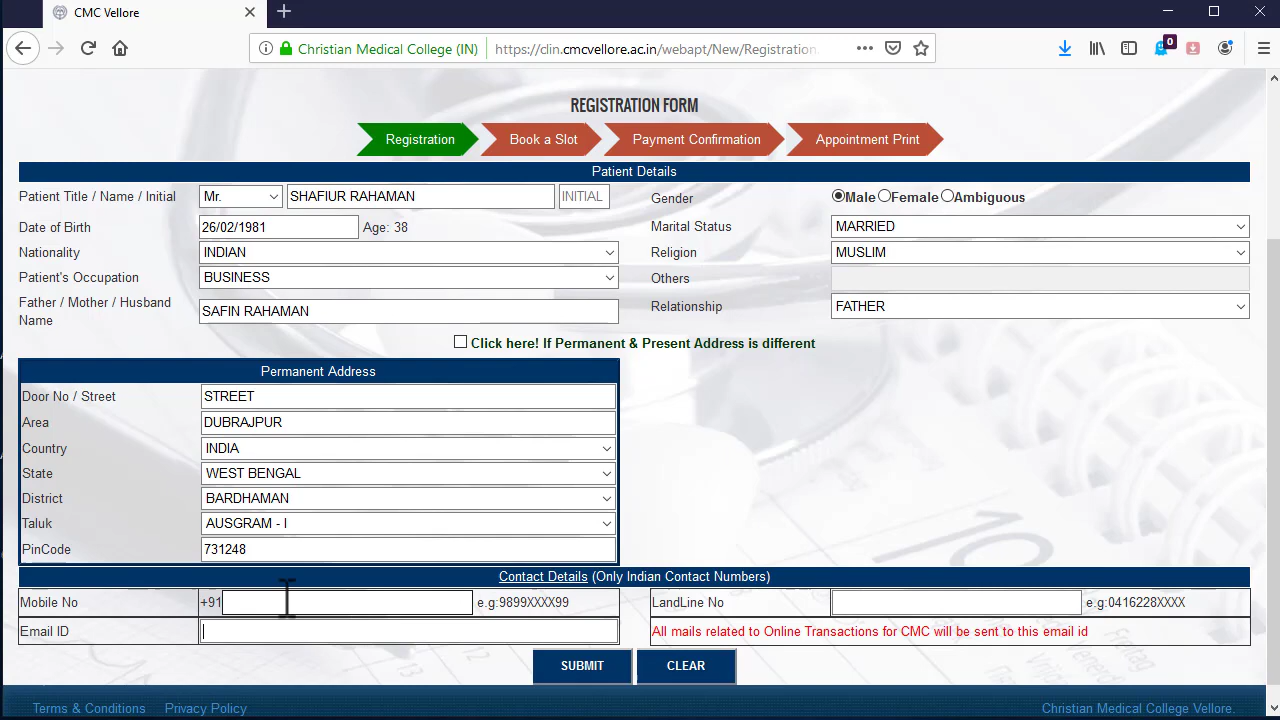 CMC Vellore
Christian Medical College (IN)
https://clin.cmcvellore.ac.in/webapt/New/Registration.
0
REGISTRATION FORM
Registration
Book a Slot
Payment Confirmation
Appointment Print
Patient Details
Patient Title / Name / Initial
Mr.
SHAFIUR RAHAMAN
INITIAL
Gender
Male
Female
Ambiguous
Date of Birth
26/02/1981
Age: 38
Marital Status
MARRIED
Nationality
INDIAN
Religion
MUSLIM
Patient's Occupation
BUSINESS
Others
Father / Mother / Husband
Name
SAFIN RAHAMAN
Relationship
FATHER
Click here! If Permanent & Present Address is different
Permanent Address
Door No / Street
STREET
Area
DUBRAJPUR
Country
INDIA
State
WEST BENGAL
District
BARDHAMAN
Taluk
AUSGRAM - I
PinCode
731248
Contact Details (Only Indian Contact Numbers)
Mobile No
+91
e.g:9899XXXX99
LandLine No
e.g:0416228XXXX
Email ID
All mails related to Online Transactions for CMC will be sent to this email id
SUBMIT
CLEAR
Terms & Conditions
Privacy Policy
Christian Medical College Vellore.